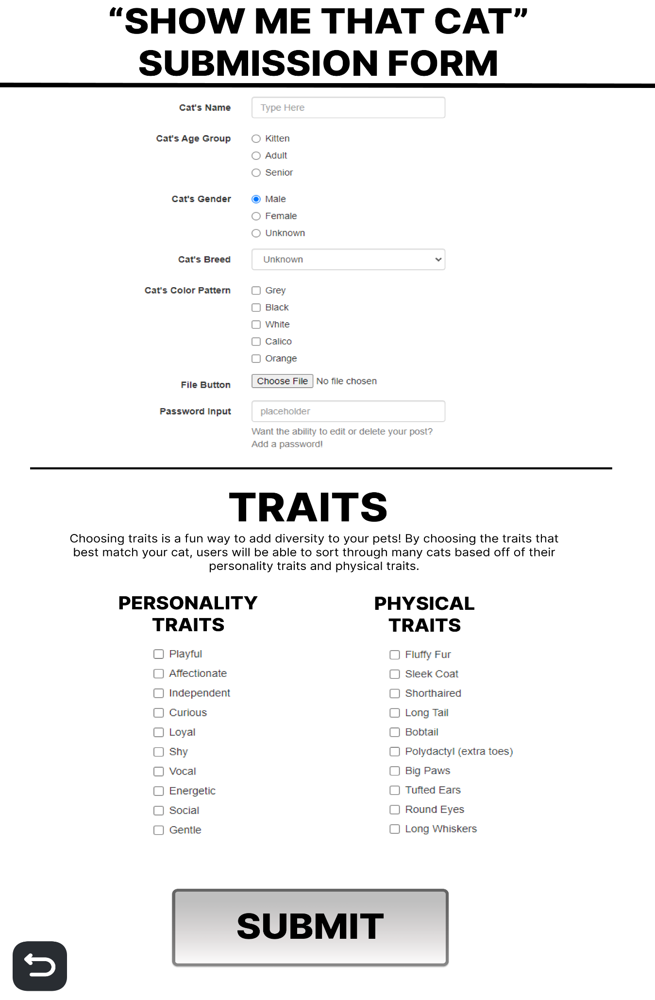 “SHOW ME THAT CAT”
SUBMISSION FORM
Cat's Name
Type Here
Cat's Age Group
Kitten
Adult
Senior
Cat's Gender
Male
Female
Unknown
Cat's Breed
Unknown
Cat's Color Pattern
Grey
Black
White
Calico
Orange
File Button
Choose File No file chosen
Password Input
placeholder
Want the ability to edit or delete your post?
Add a password!
TRAITS
Choosing traits is a fun way to add diversity to your pets! By choosing the traits that
best match your cat, users will be able to sort through many cats based off of their
personality traits and physical traits.
PERSONALITY
TRAITS
Playful
Affectionate
Independent
Curious
Loyal
Shy
Vocal
Energetic
Social
Gentle
PHYSICAL
TRAITS
Fluffy Fur
Sleek Coat
Shorthaired
Long Tail
Bobtail
Polydactyl (extra toes)
Big Paws
Tufted Ears
Round Eyes
Long Whiskers
SUBMIT